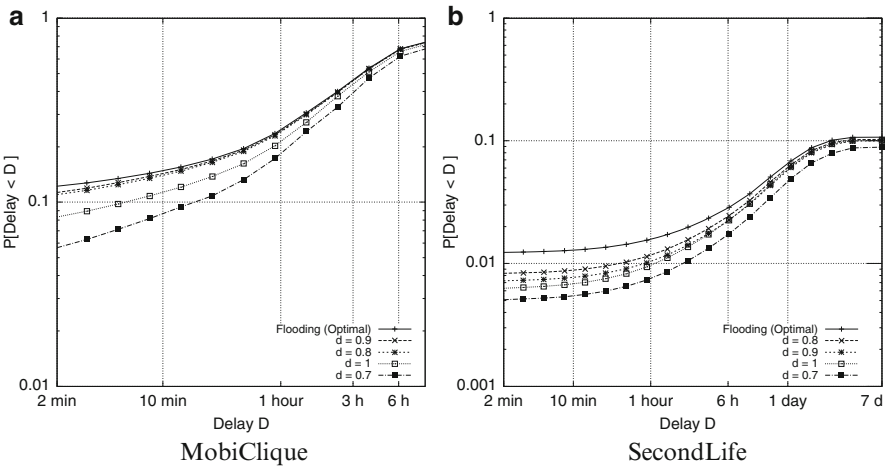 a
1
0.1
0.01
P[Delay < D ]
Flooding (Optimal)
d = 0.9
d = 0.8
d = 1
d = 0.7
2 min
10 min
1 hour
3 h
6 h
Delay D
MobiClique
b
1
0.1
0.01
0.001
P[Delay < D ]
Flooding (Optimal)
d = 0.8
d = 0.9
d = 1
d = 0.7
2 min
10 min
1 hour
6 h
1 day
7 d
Delay D
SecondLife